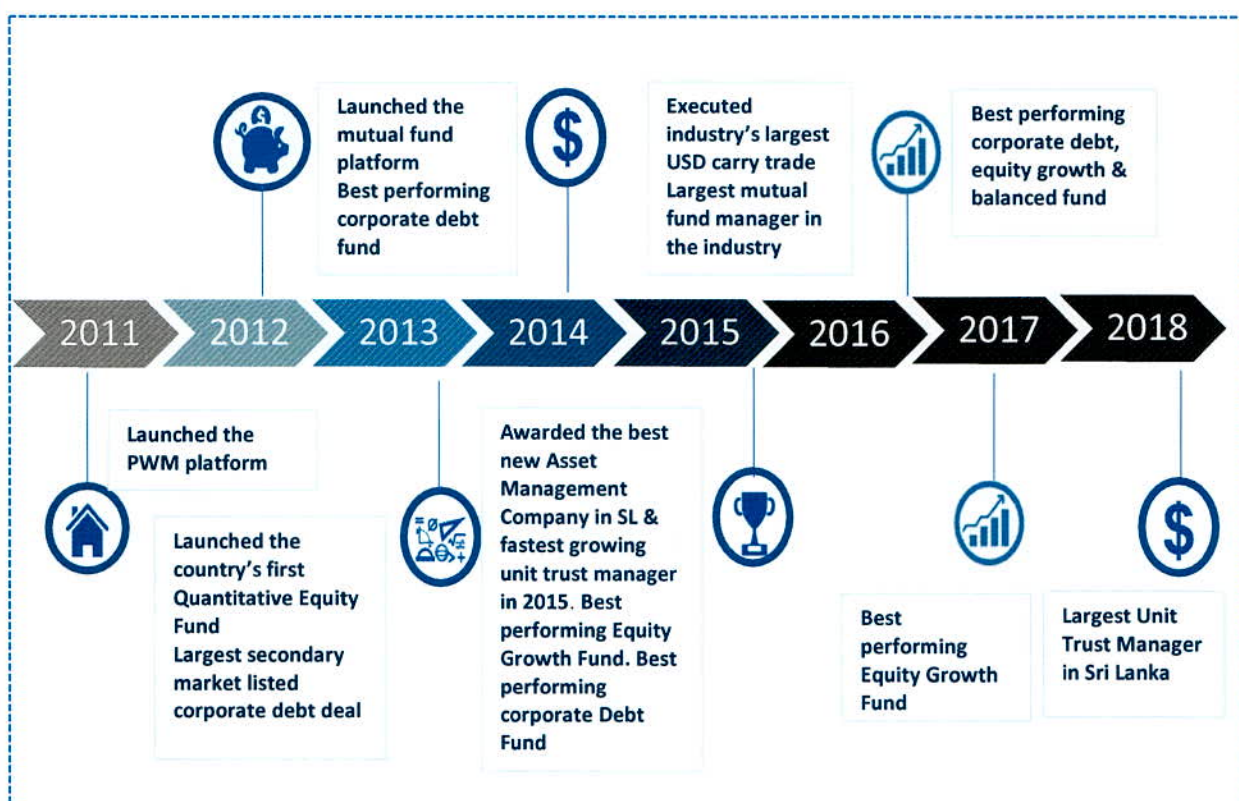 Launched the
mutual fund
platform
Best performing
corporate debt
fund
Executed
industry's largest
USD carry trade
Largest mutual
fund manager in
the industry
Best performing
corporate debt,
equity growth &
balanced fund
2011
2012
2013
2014
2015
2016
2017
2018
Launched the
PWM platform
Launched the
country's first
Quantitative Equity
Fund
Largest secondary
market listed
corporate debt deal
Awarded the best
new Asset
Management
Company in SL &
fastest growing
unit trust manager
in 2015. Best
performing Equity
Growth Fund. Best
performing
corporate Debt
Fund
Best
performing
Equity Growth
Fund
Largest Unit
Trust Manager
in Sri Lanka